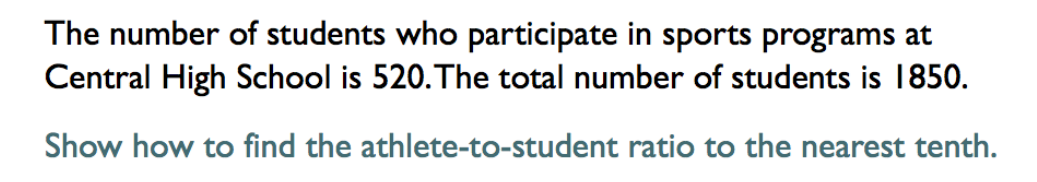 The number of students who participate in sports programs at
Central High School is 520. The total number of students is 1850.
Show how to find the athlete-to-student ratio to the nearest tenth.